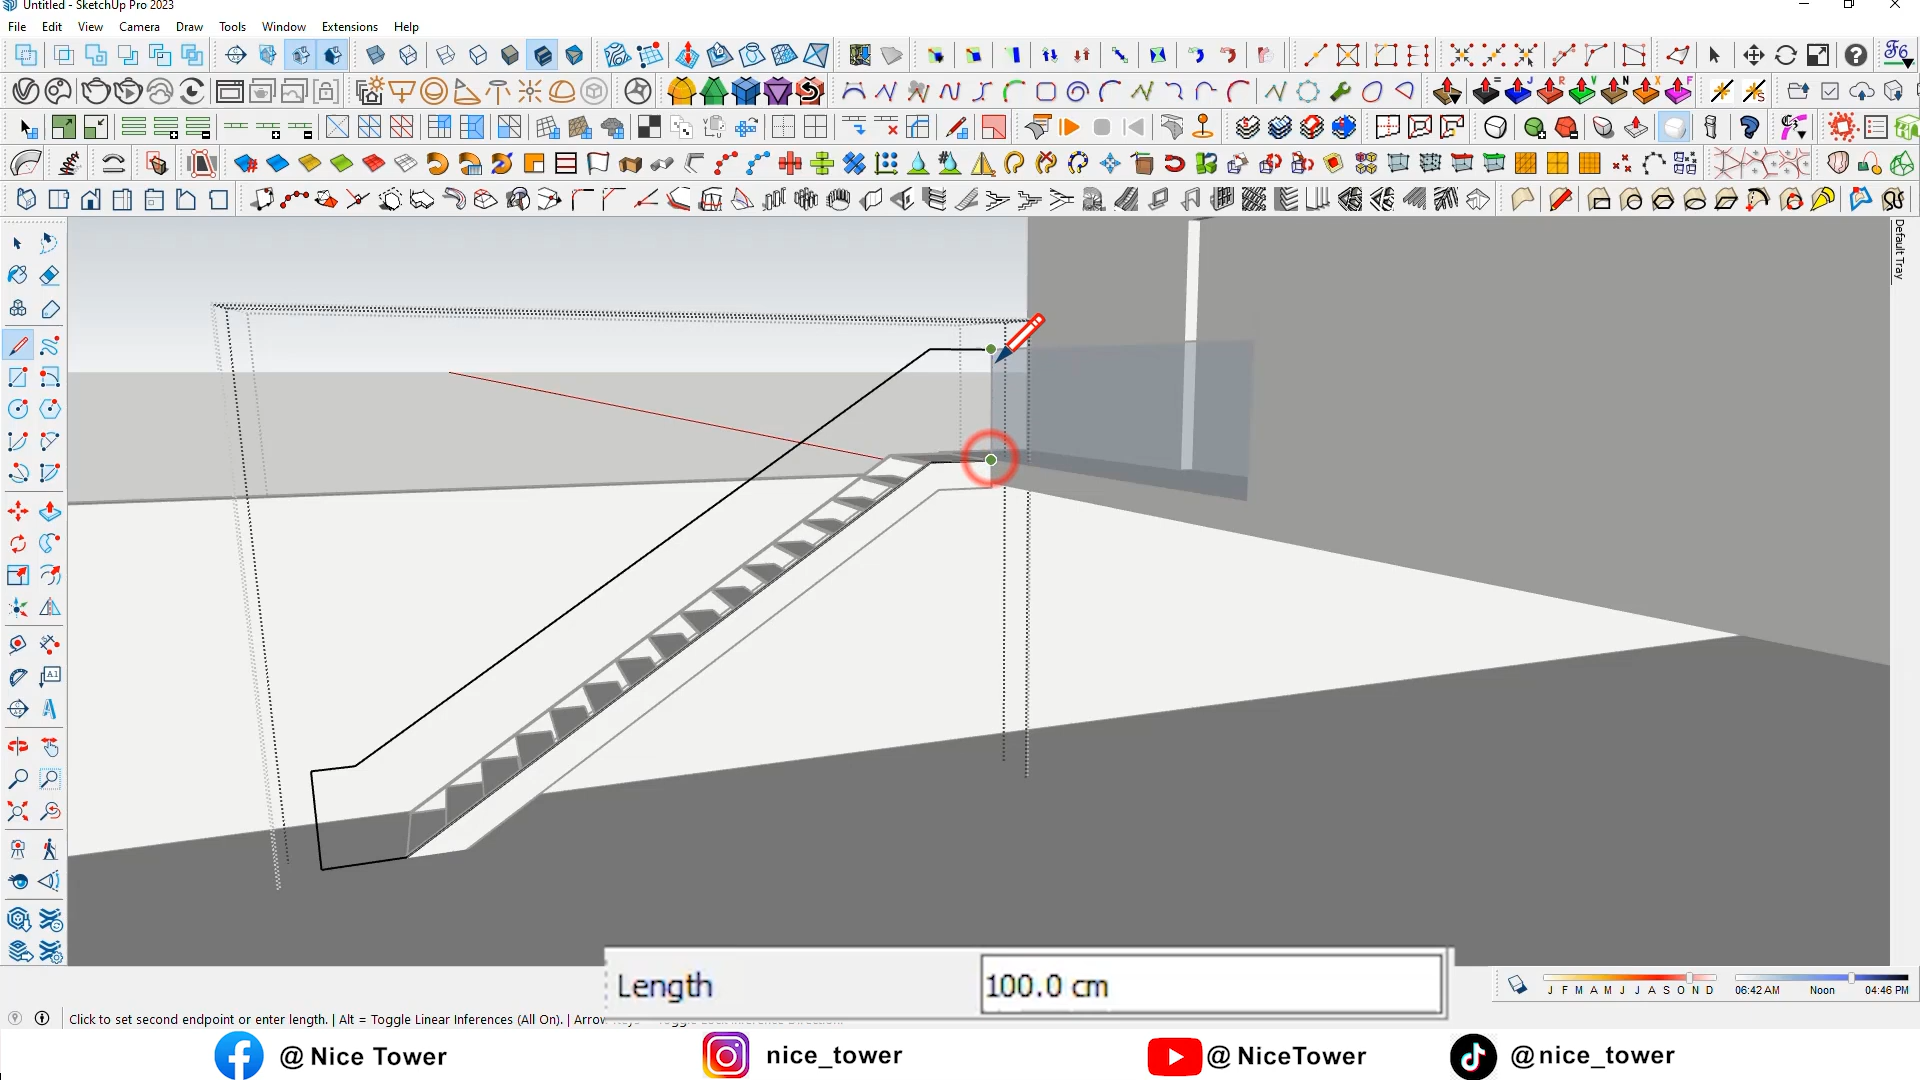 Untitled - SketchUp Pro 2023
File Edit View Camera Draw Tools Window Extensions Help
Default Tray
Length 100.0 cm
J F M A M J J A S O N D 06:42 AM Noon 04:46 PM
Click to set second endpoint or enter length. | Alt = Toggle Linear Inferences (All On). |
@ Nice Tower nice_tower @ NiceTower @nice_tower